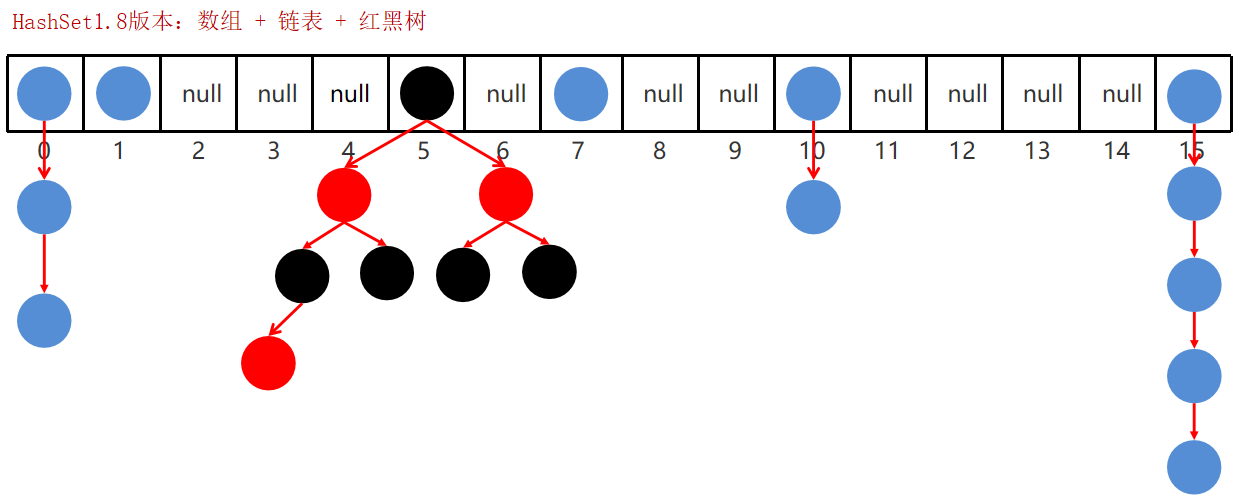 HashSet1.8版本：数组 + 链表 + 红黑树
null null null null null null null null null null
0 1 2 3 4 5 6 7 8 9 10 11 12 13 14 15